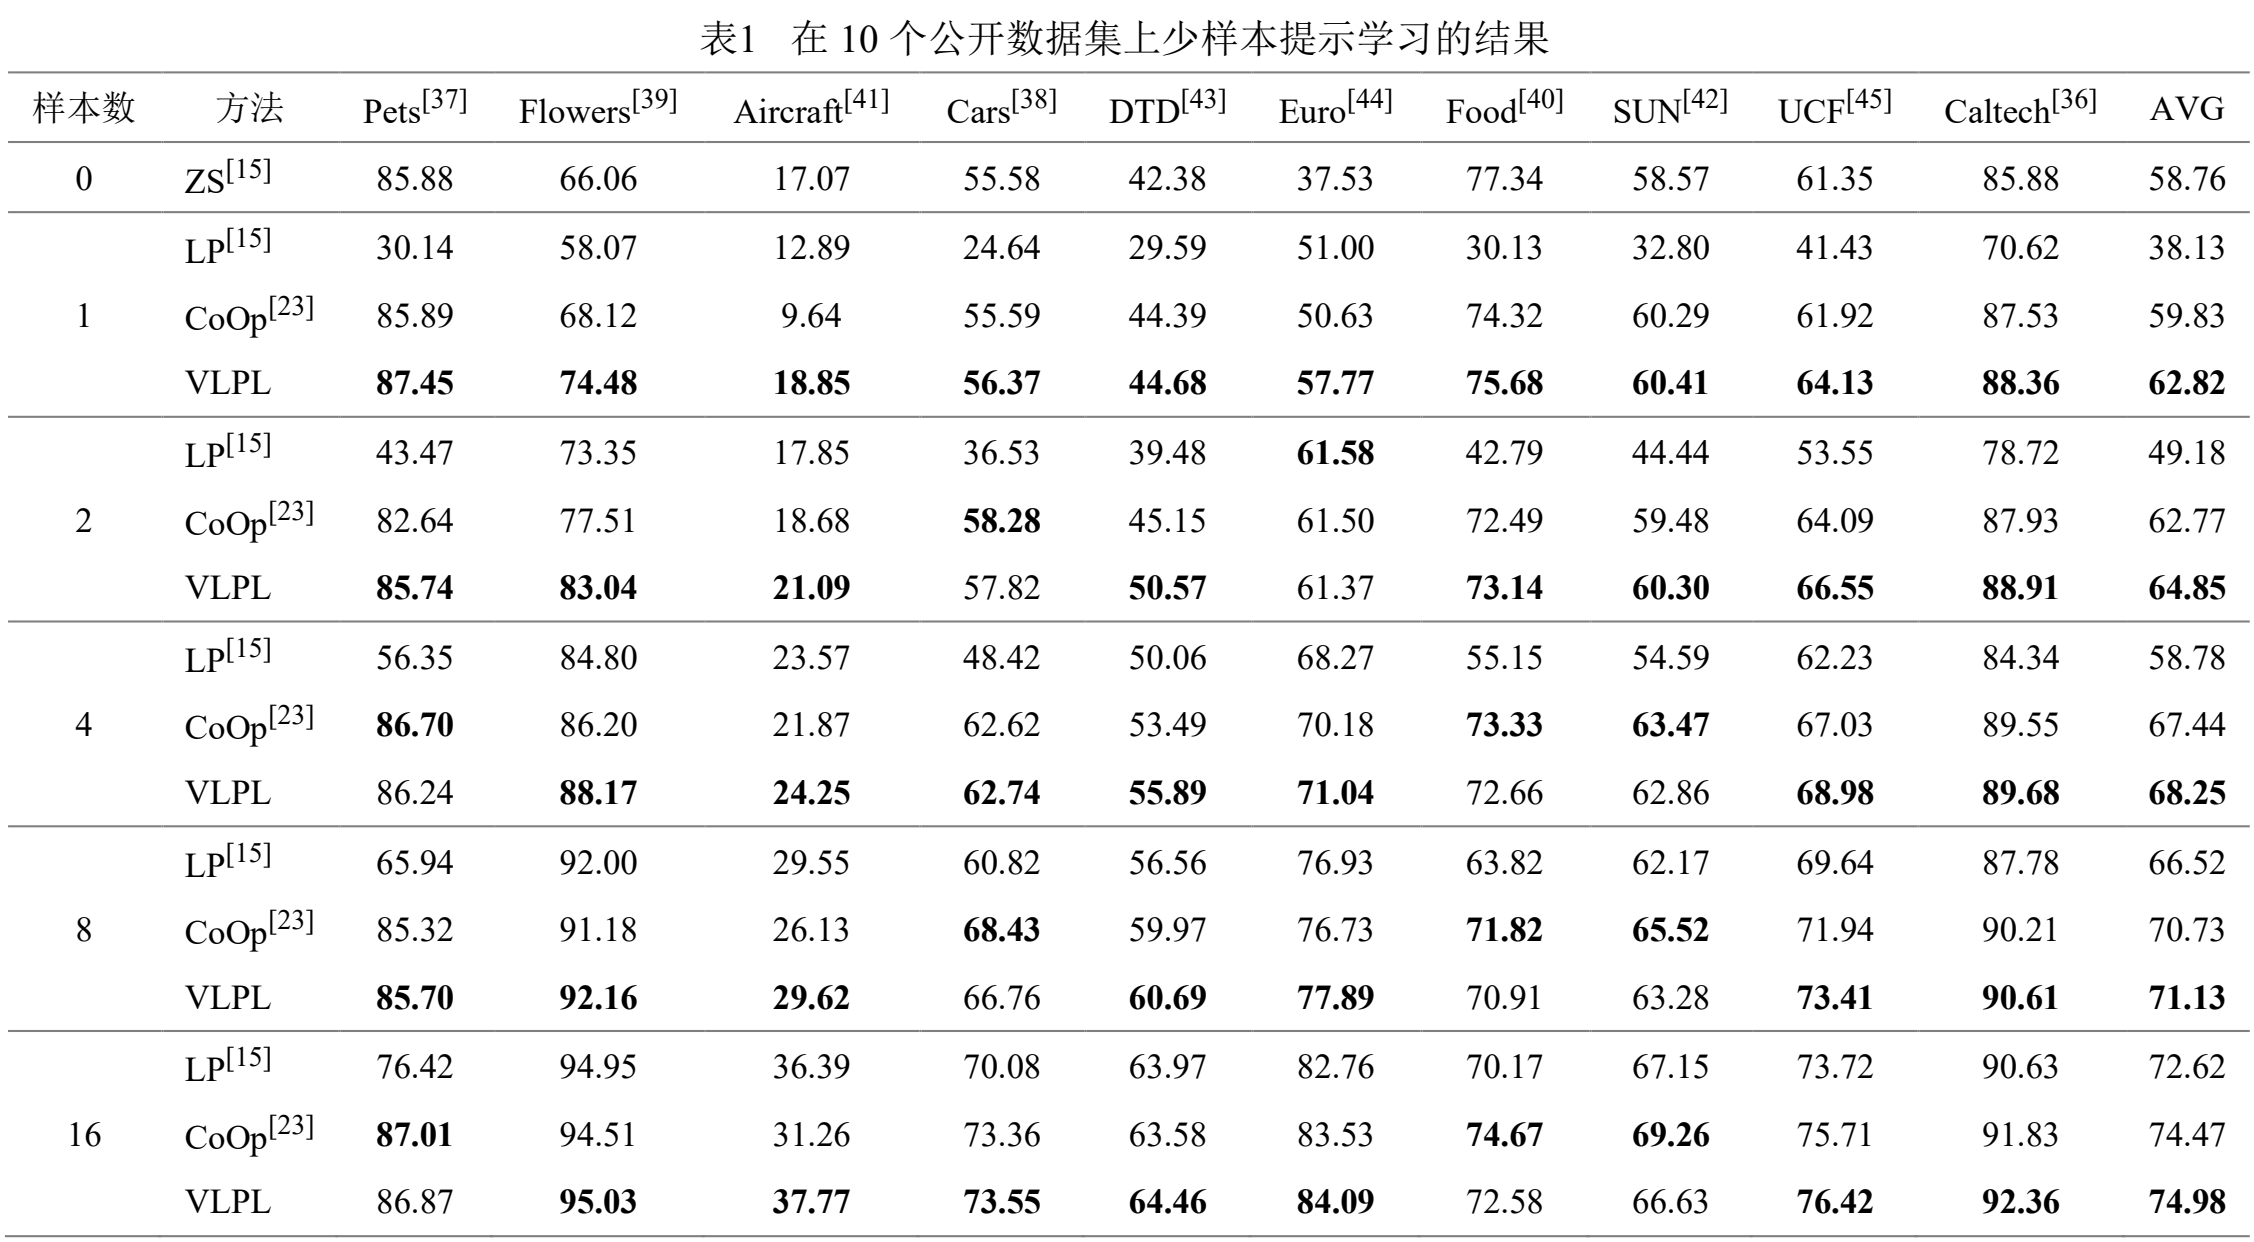 表1 在 10 个公开数据集上少样本提示学习的结果
样本数 方法 Pets[37] Flowers[39] Aircraft[41] Cars[38] DTD[43] Euro[44] Food[40] SUN[42] UCF[45] Caltech[36] AVG
0 ZS[15] 85.88 66.06 17.07 55.58 42.38 37.53 77.34 58.57 61.35 85.88 58.76
LP[15] 30.14 58.07 12.89 24.64 29.59 51.00 30.13 32.80 41.43 70.62 38.13
1 CoOp[23] 85.89 68.12 9.64 55.59 44.39 50.63 74.32 60.29 61.92 87.53 59.83
VLPL 87.45 74.48 18.85 56.37 44.68 57.77 75.68 60.41 64.13 88.36 62.82
LP[15] 43.47 73.35 17.85 36.53 39.48 61.58 42.79 44.44 53.55 78.72 49.18
2 CoOp[23] 82.64 77.51 18.68 58.28 45.15 61.50 72.49 59.48 64.09 87.93 62.77
VLPL 85.74 83.04 21.09 57.82 50.57 61.37 73.14 60.30 66.55 88.91 64.85
LP[15] 56.35 84.80 23.57 48.42 50.06 68.27 55.15 54.59 62.23 84.34 58.78
4 CoOp[23] 86.70 86.20 21.87 62.62 53.49 70.18 73.33 63.47 67.03 89.55 67.44
VLPL 86.24 88.17 24.25 62.74 55.89 71.04 72.66 62.86 68.98 89.68 68.25
LP[15] 65.94 92.00 29.55 60.82 56.56 76.93 63.82 62.17 69.64 87.78 66.52
8 CoOp[23] 85.32 91.18 26.13 68.43 59.97 76.73 71.82 65.52 71.94 90.21 70.73
VLPL 85.70 92.16 29.62 66.76 60.69 77.89 70.91 63.28 73.41 90.61 71.13
LP[15] 76.42 94.95 36.39 70.08 63.97 82.76 70.17 67.15 73.72 90.63 72.62
16 CoOp[23] 87.01 94.51 31.26 73.36 63.58 83.53 74.67 69.26 75.71 91.83 74.47
VLPL 86.87 95.03 37.77 73.55 64.46 84.09 72.58 66.63 76.42 92.36 74.98